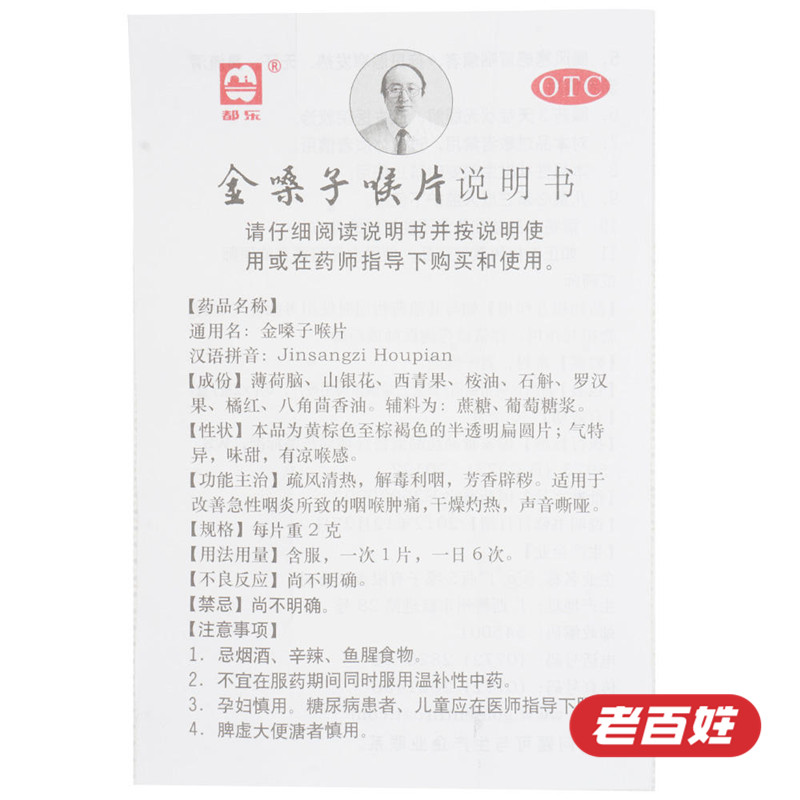 都乐
®
OTC
金嗓子喉片说明书
请仔细阅读说明书并按说明使
用或在药师指导下购买和使用。
【药品名称】
通用名：金嗓子喉片
汉语拼音：Jinsangzi Houpian
【成份】薄荷脑、山银花、西青果、桉油、石斛、罗汉
果、橘红、八角茴香油。辅料为：蔗糖、葡萄糖浆。
【性状】本品为黄棕色至棕褐色的半透明扁圆片；气特
异，味甜，有凉喉感。
【功能主治】疏风清热，解毒利咽，芳香辟秽。适用于
改善急性咽炎所致的咽喉肿痛，干燥灼热，声音嘶哑。
【规格】每片重2克
【用法用量】含服，一次1片，一日6次。
【不良反应】尚不明确。
【禁忌】尚不明确。
【注意事项】
1. 忌烟酒、辛辣、鱼腥食物。
2. 不宜在服药期间同时服用温补性中药。
3. 孕妇慎用。糖尿病患者、儿童应在医师指导下
4. 脾虚大便溏者慎用。
老百姓